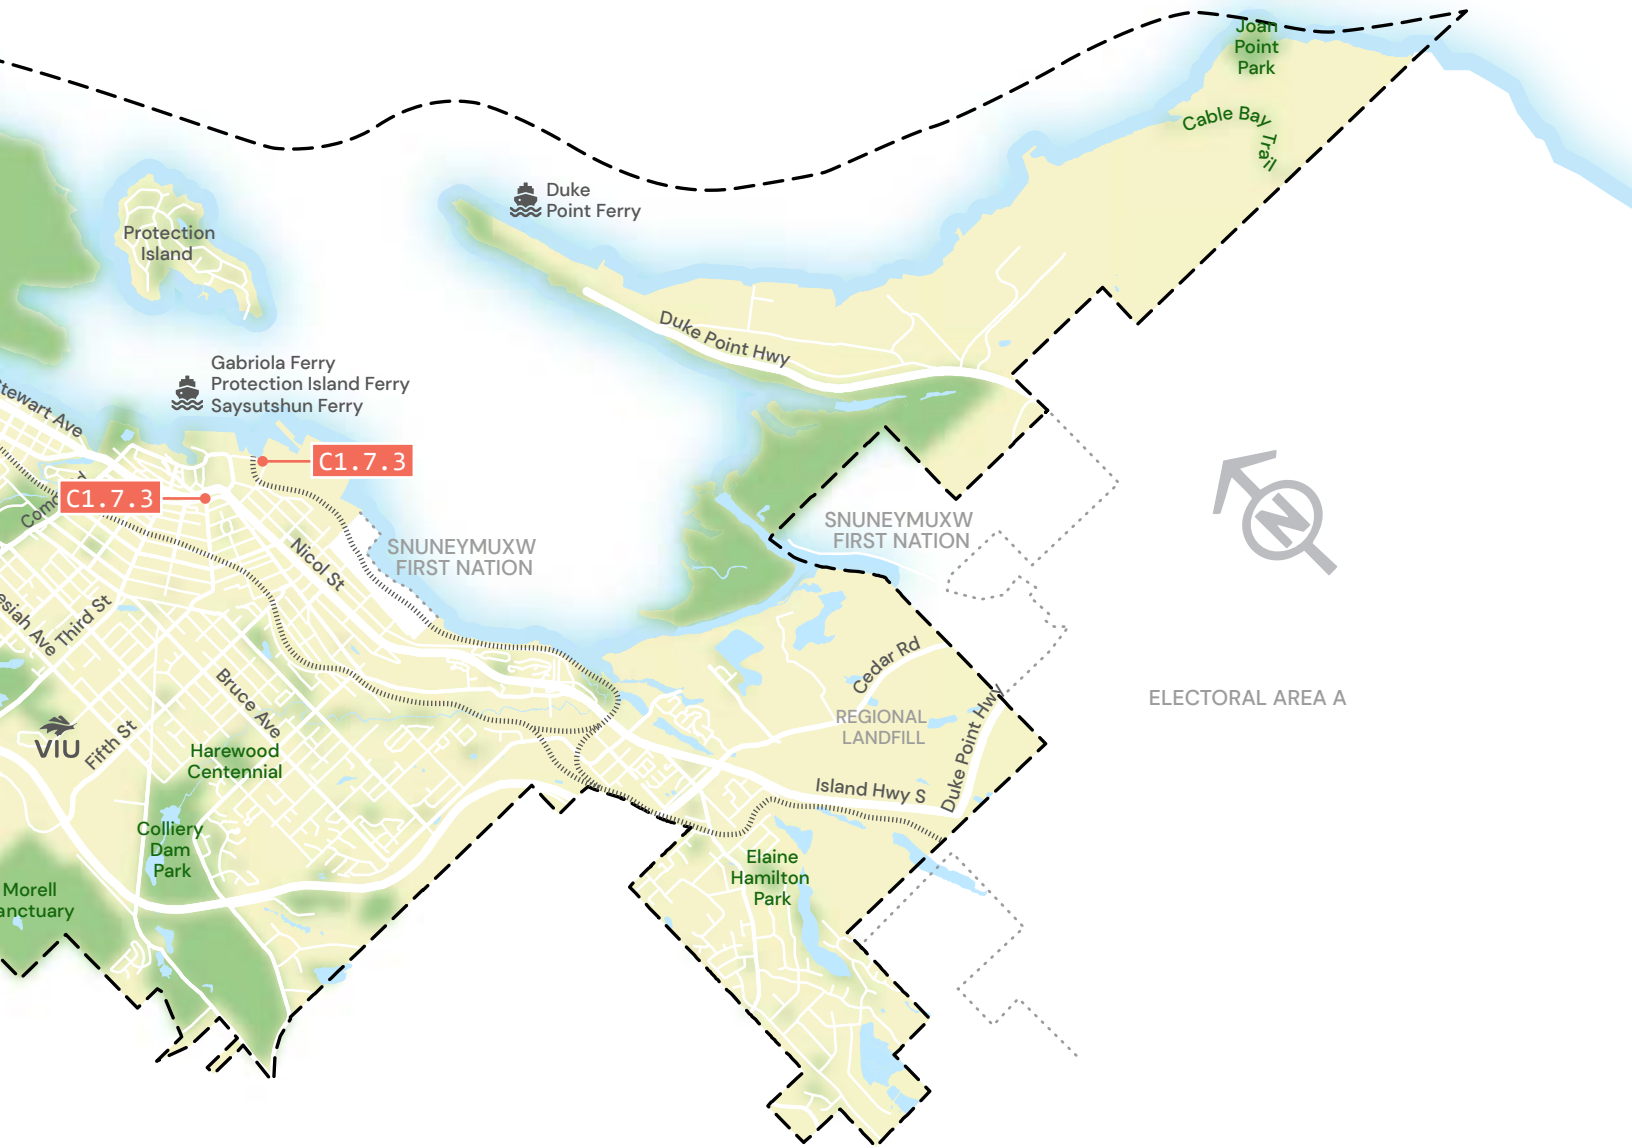 Joan
Point
Park
Cable Bay
Trail
Duke
Point Ferry
Protection
Island
Duke Point Hwy
Gabriola Ferry
Protection Island Ferry
Saysutshun Ferry
Stewart Ave
C1.7.3
C1.7.3
SNUNEYMUXW
FIRST NATION
SNUNEYMUXW
FIRST NATION
N
Nicol St
Third St
Ave
Bruce Ave
Cedar Rd
ELECTORAL AREA A
REGIONAL
LANDFILL
Duke Point Hwy
VIU
Fifth St
Harewood
Centennial
Island Hwy S
Colliery
Dam
Park
Elaine
Hamilton
Park
Morell
anctuary